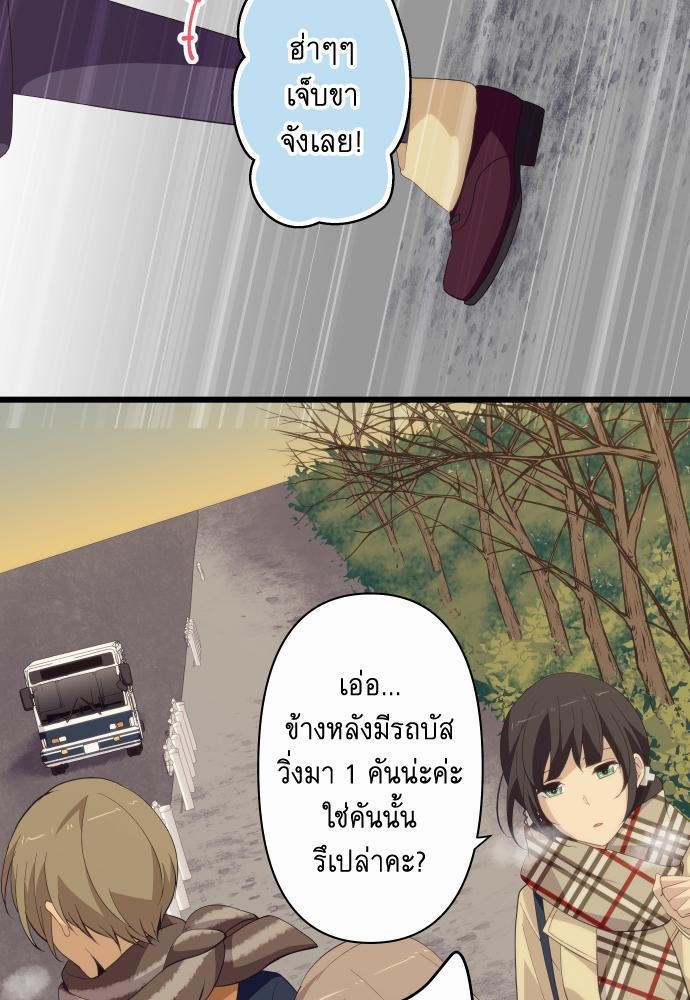 ฮ่าๆๆ
เจ็บขา
จังเลย!
เอ่อ...
ข้างหลังมีรถบัส
วิ่งมา 1 คันน่ะค่ะ
ใช่คันนั้น
รึเปล่าคะ?